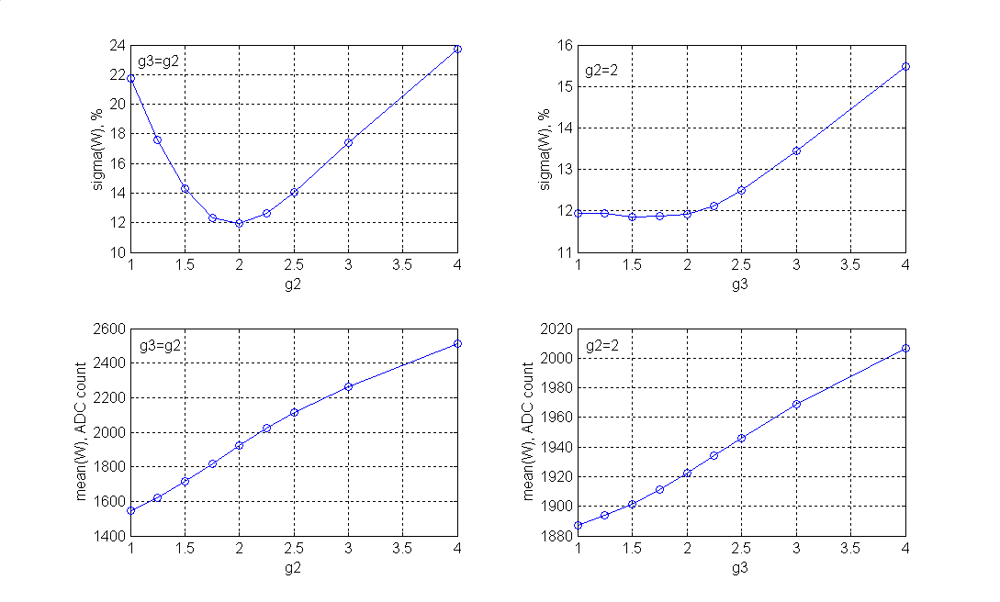 24
22
20
18
16
14
12
10
sigma(W), %
g3=g2
1 1.5 2 2.5 3 3.5 4
g2
16
15
14
13
12
11
sigma(W), %
g2=2
1 1.5 2 2.5 3 3.5 4
g3
2600
2400
2200
2000
1800
1600
1400
mean(W), ADC count
g3=g2
1 1.5 2 2.5 3 3.5 4
g2
2020
2000
1980
1960
1940
1920
1900
1880
mean(W), ADC count
g2=2
1 1.5 2 2.5 3 3.5 4
g3